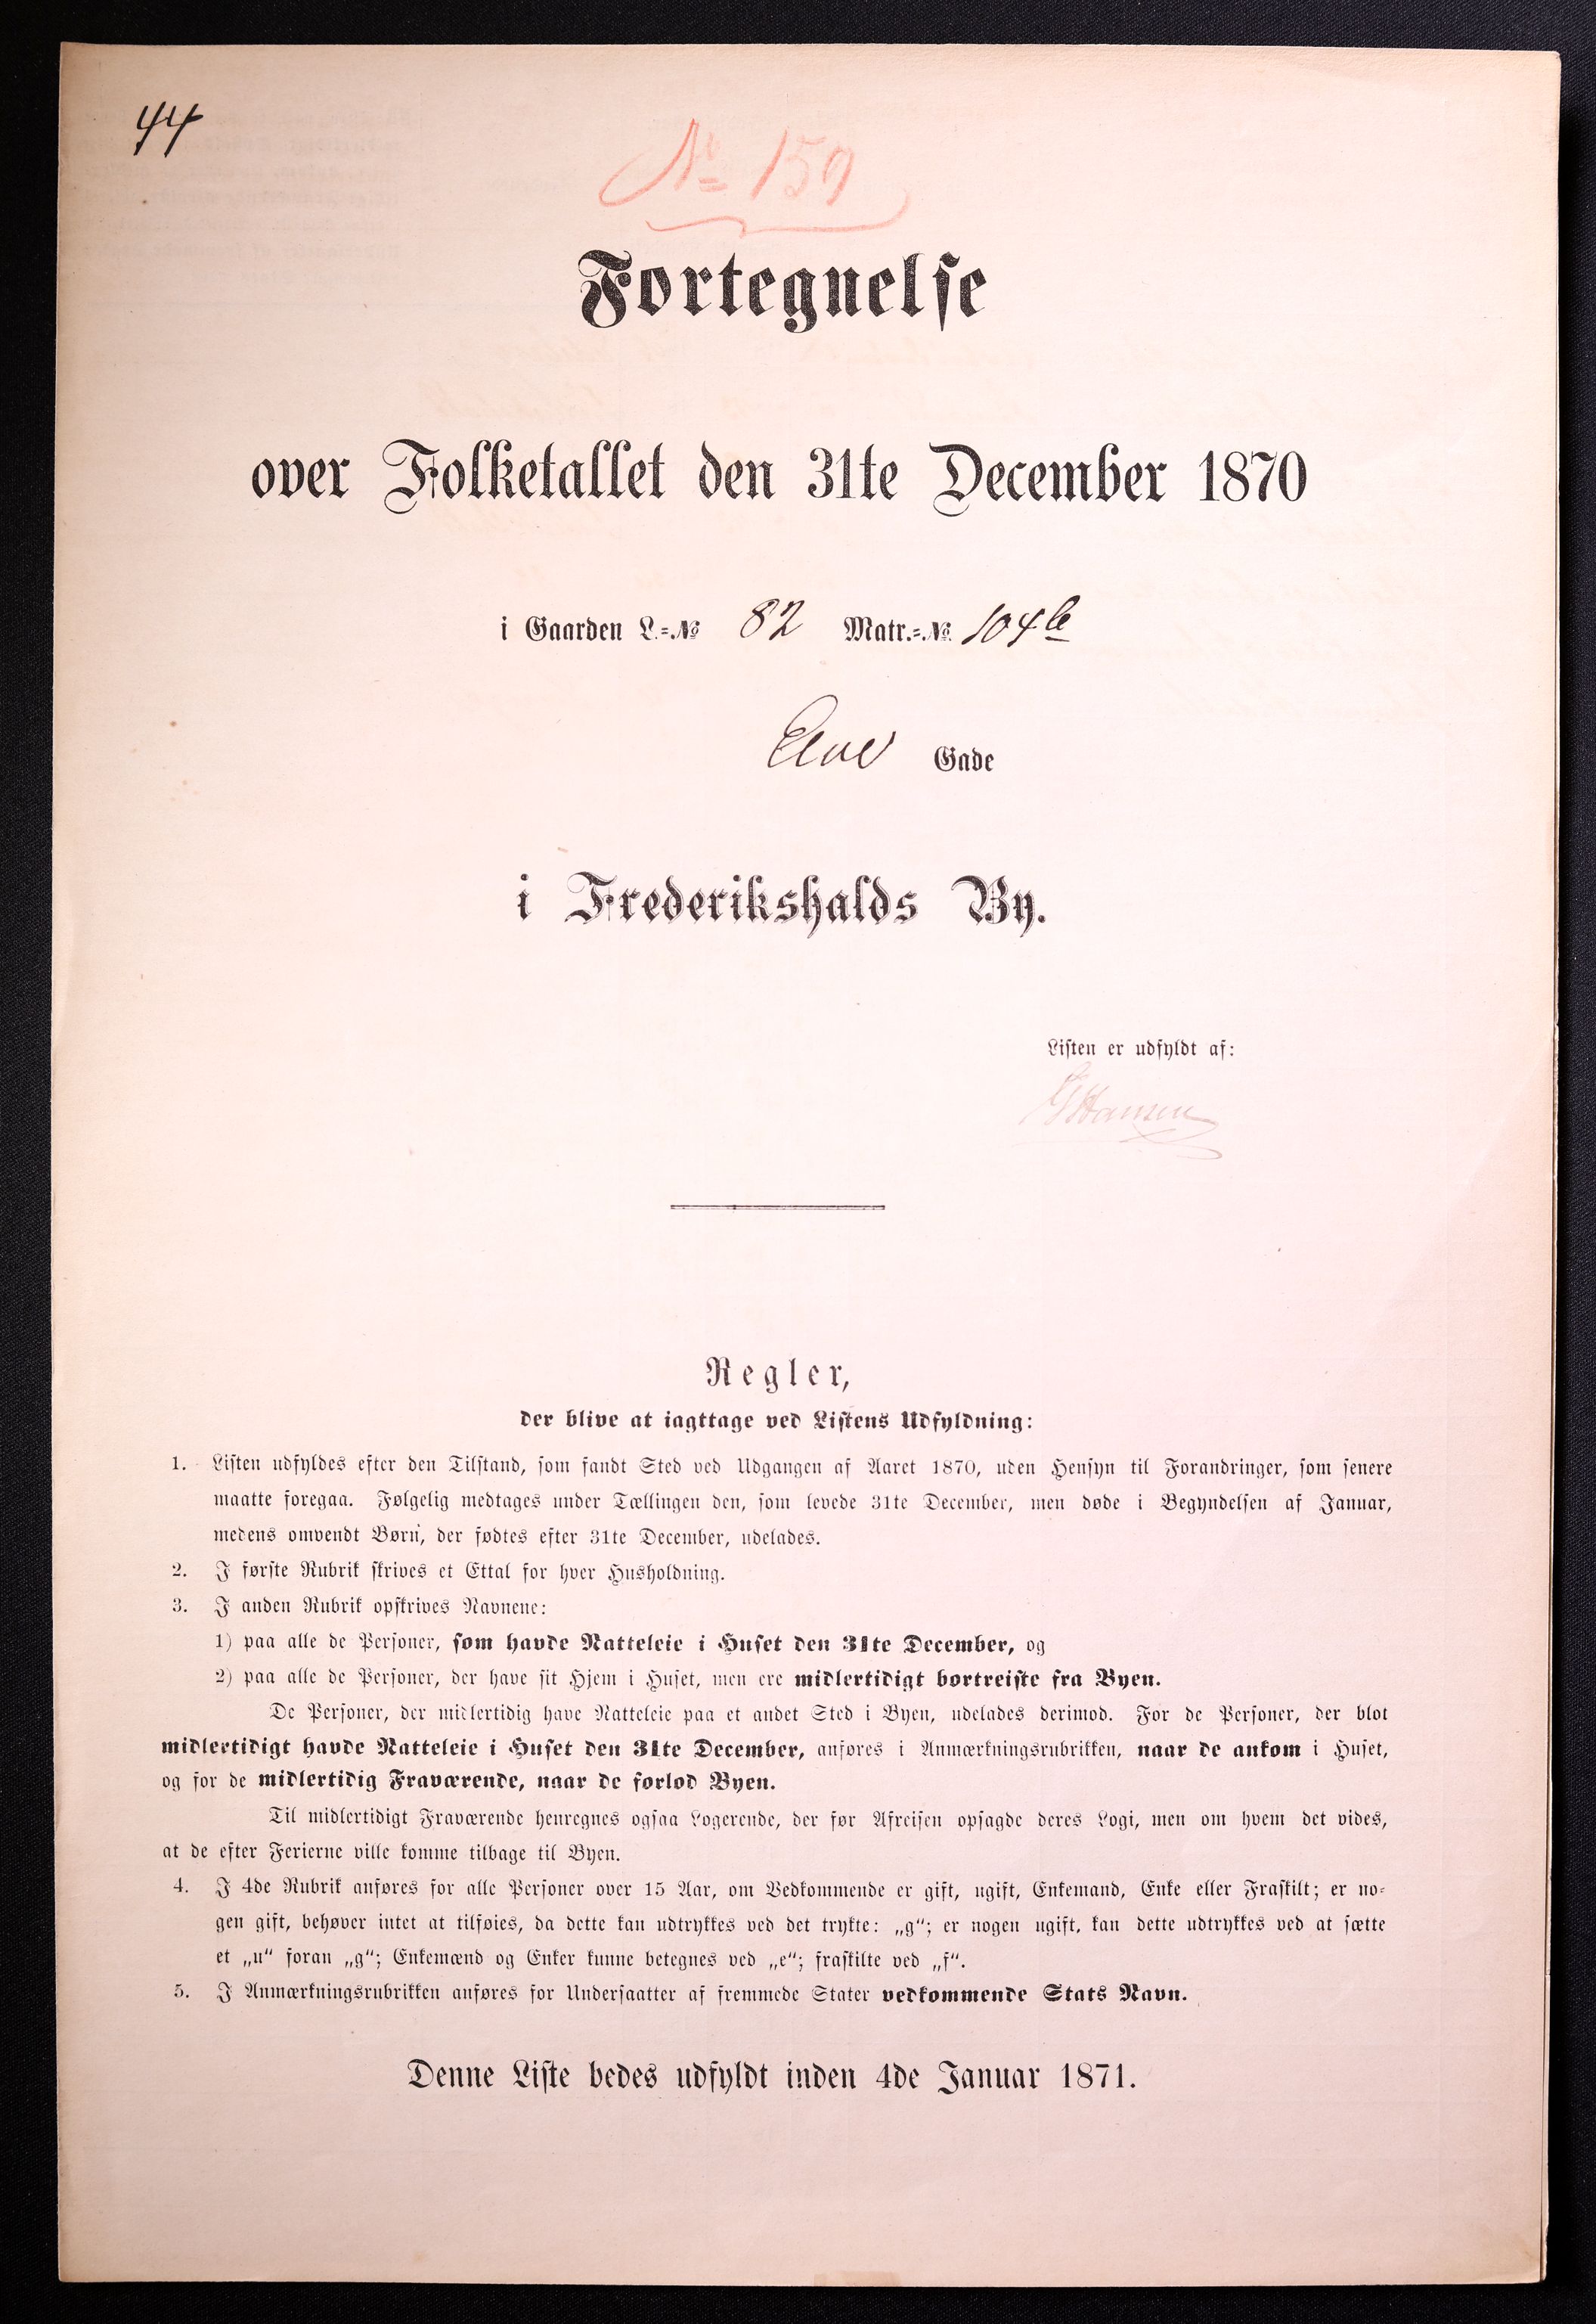 44
No 159
Fortegnelse
over Folketallet den 31te December 1870
i Gaarden L.-No 82 Matr.-No. 104b
Elve Gade
i Frederikshalds By.
Listen er udfyldt af:
Hansen
Regler,
der blive at iagttage ved Listens Udfyldning:
1. Listen udfyldes efter den Tilstand, som fandt Sted ved Udgangen af Aaret 1870, uden Hensyn til Forandringer, som senere
maatte foregaa. Følgelig medtages under Tællingen den, som levede 31te December, men døde i Begyndelsen af Januar,
medens omvendt Børn, der fødtes efter 31te December, udelades.
2. I første Rubrik skrives et Ettal for hver Husholdning.
3. I anden Rubrik opskrives Navnene:
1) paa alle de Personer, som havde Natteleie i Huset den 31te December, og
2) paa alle de Personer, der have sit Hjem i Huset, men ere midlertidigt bortreiste fra Byen.
De Personer, der midlertidig have Natteleie paa et andet Sted i Byen, udelades derimod. For de Personer, der blot
midlertidigt havde Natteleie i Huset den 31te December, anføres i Anmærkningsrubrikken, naar de ankom i Huset,
og for de midlertidig Fraværende, naar de forlod Byen.
Til midlertidigt Fraværende henregnes ogsaa Logerende, der før Afreisen opsagde deres Logi, men om hvem det vides,
at de efter Ferierne ville komme tilbage til Byen.
4. I 4de Rubrik anføres for alle Personer over 15 Aar, om Vedkommende er gift, ugift, Enkemand, Enke eller Fraskilt; er no-
gen gift, behøver intet at tilføies, da dette kan udtrykkes ved det trykte: „g“; er nogen ugift, kan dette udtrykkes ved at sætte
et „u“ foran „g“; Enkemænd og Enker kunne betegnes ved „e“; fraskilte ved „f“.
5. I Anmærkningsrubrikken anføres for Undersaatter af fremmede Stater vedkommende Stats Navn.
Denne Liste bedes udfyldt inden 4de Januar 1871.